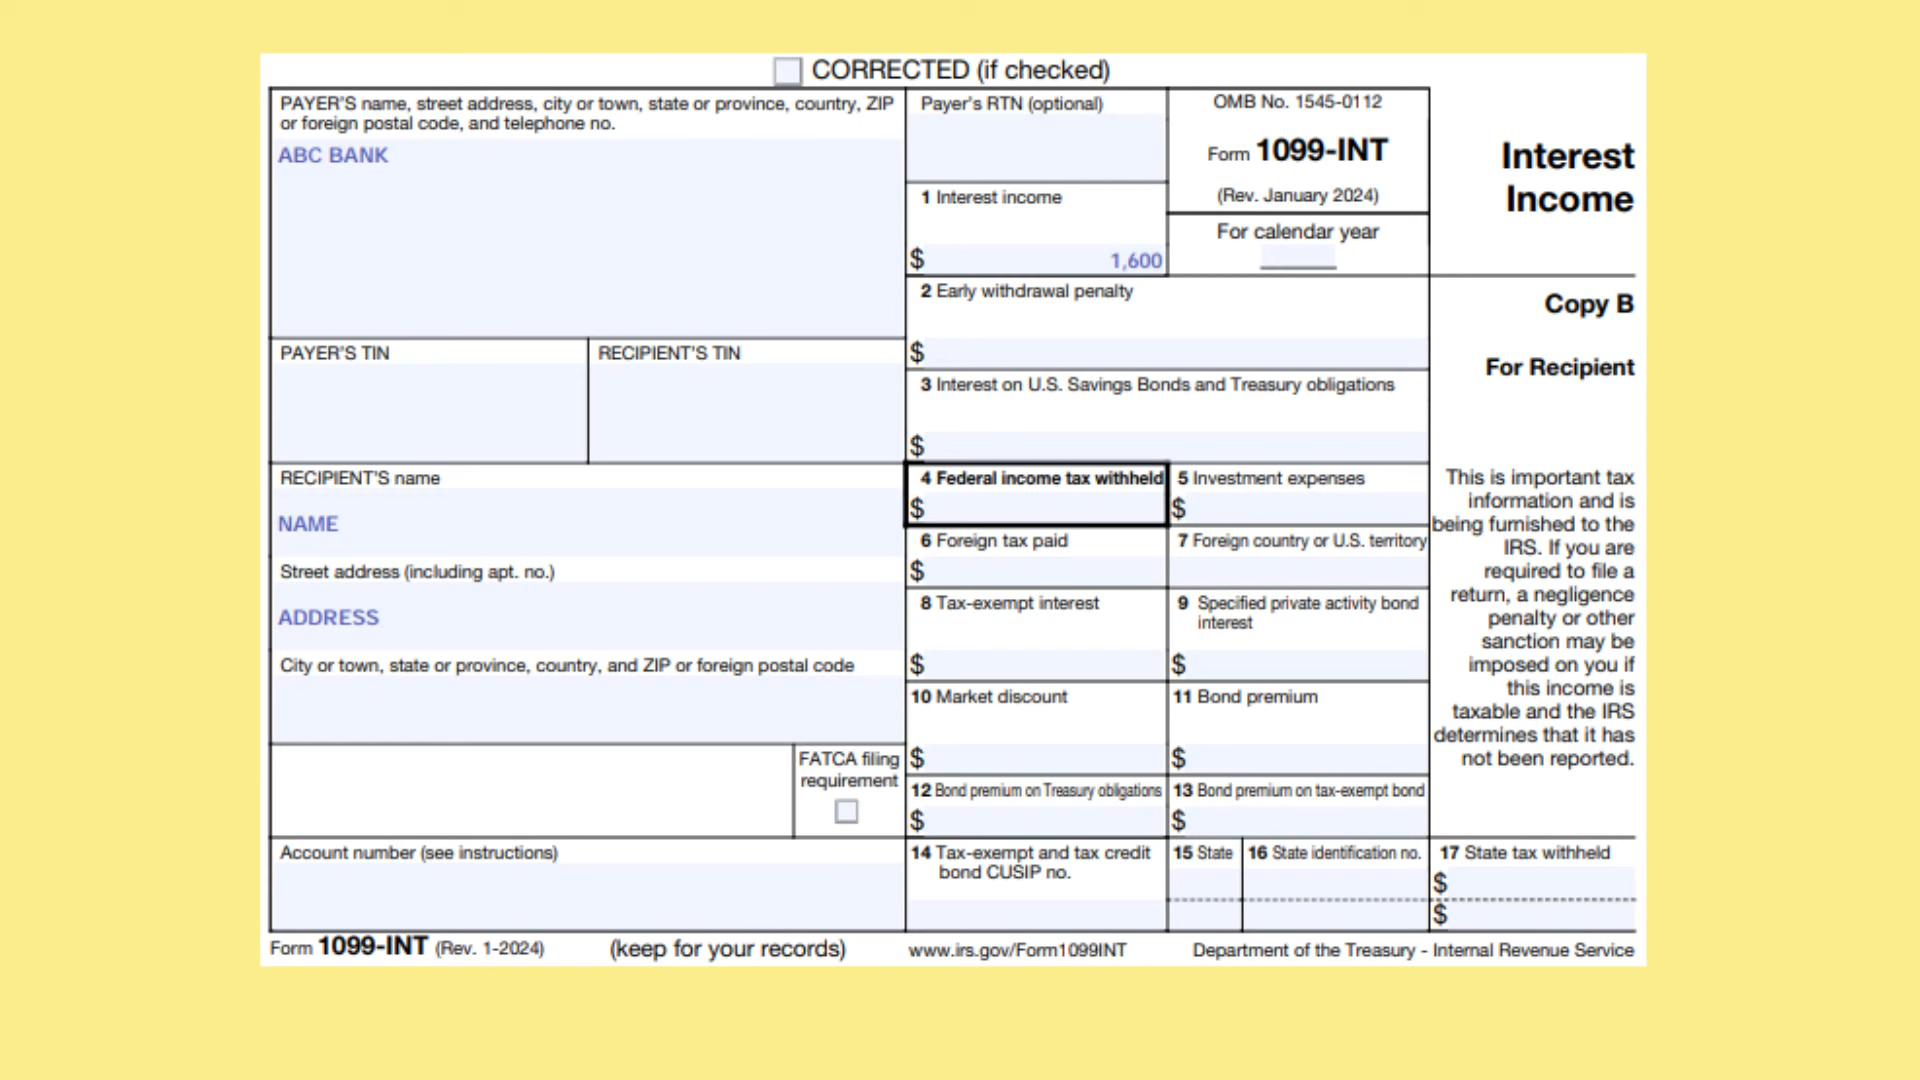 CORRECTED (if checked)
PAYER'S name, street address, city or town, state or province, country, ZIP
or foreign postal code, and telephone no.
ABC BANK
Payer's RTN (optional)
OMB No. 1545-0112
Form 1099-INT
(Rev. January 2024)
For calendar year
Interest
Income
1 Interest income
$ 1,600
2 Early withdrawal penalty
$
Copy B
For Recipient
PAYER'S TIN
RECIPIENT'S TIN
3 Interest on U.S. Savings Bonds and Treasury obligations
$
RECIPIENT'S name
NAME
4 Federal income tax withheld
$
5 Investment expenses
$
6 Foreign tax paid
$
7 Foreign country or U.S. territory
Street address (including apt. no.)
ADDRESS
8 Tax-exempt interest
$
9 Specified private activity bond
interest
$
City or town, state or province, country, and ZIP or foreign postal code
10 Market discount
$
11 Bond premium
$
This is important tax
information and is
being furnished to the
IRS. If you are
required to file a
return, a negligence
penalty or other
sanction may be
imposed on you if
this income is
taxable and the IRS
determines that it has
not been reported.
FATCA filing
requirement
12 Bond premium on Treasury obligations
$
13 Bond premium on tax-exempt bond
$
Account number (see instructions)
14 Tax-exempt and tax credit
bond CUSIP no.
15 State
16 State identification no.
17 State tax withheld
$
$
Form 1099-INT (Rev. 1-2024)
(keep for your records)
www.irs.gov/Form1099INT
Department of the Treasury - Internal Revenue Service